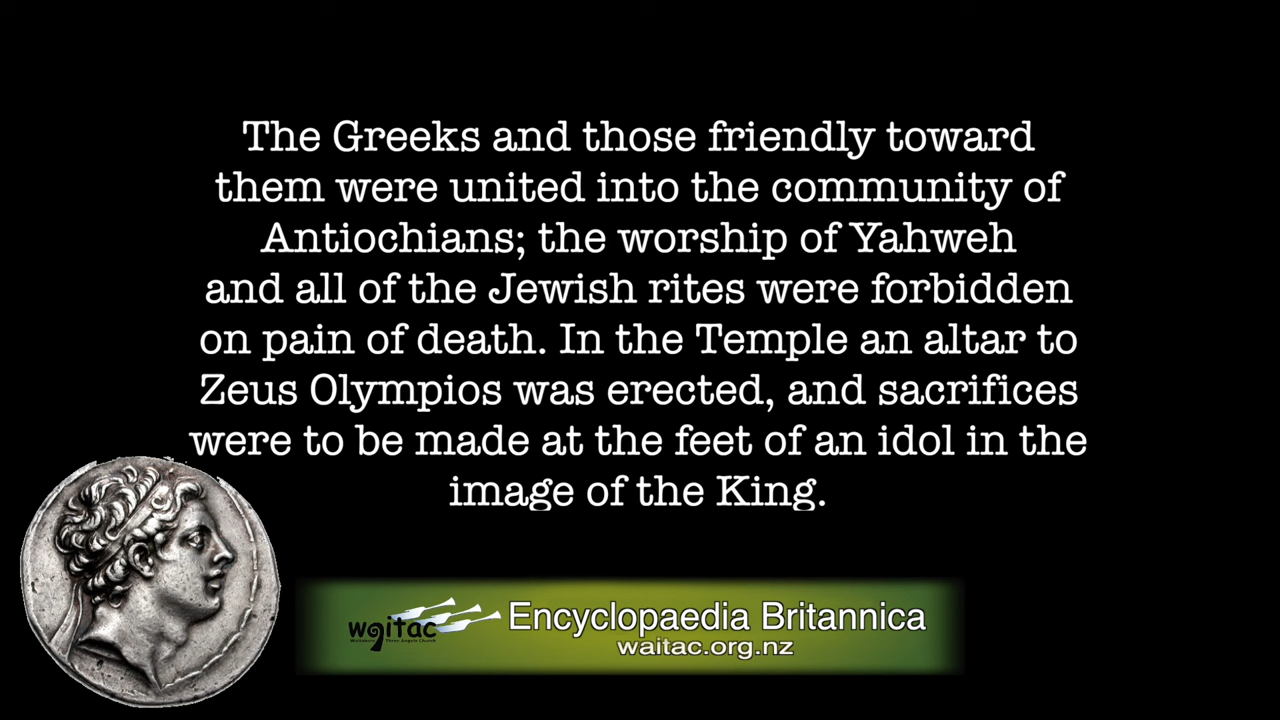 The Greeks and those friendly toward
them were united into the community of
Antiochians; the worship of Yahweh
and all of the Jewish rites were forbidden
on pain of death. In the Temple an altar to
Zeus Olympios was erected, and sacrifices
were to be made at the feet of an idol in the
image of the King.
waitac
Encyclopaedia Britannica
waitac.org.nz